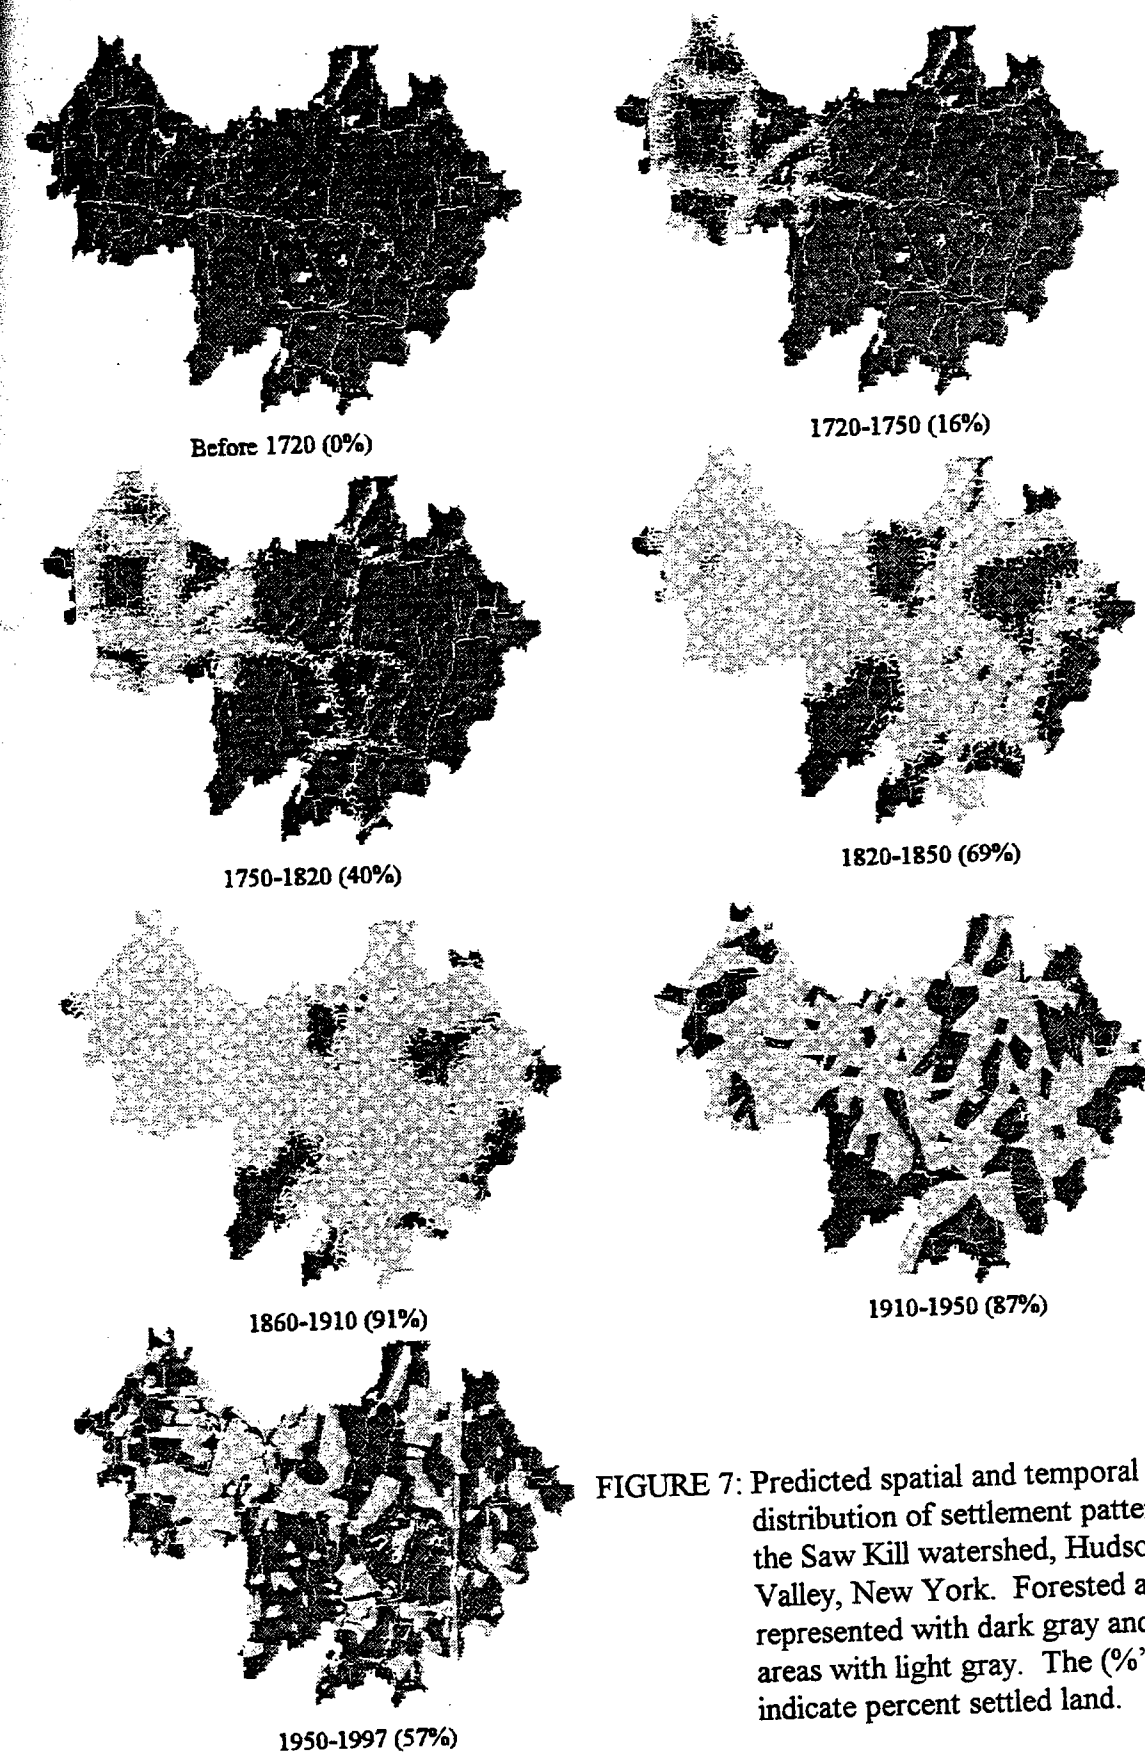 Before 1720 (0%)
1720-1750 (16%)
1750-1820 (40%)
1820-1850 (69%)
1860-1910 (91%)
1910-1950 (87%)
1950-1997 (57%)
FIGURE 7: Predicted spatial and temporal
distribution of settlement
the Saw Kill watershed,
Valley, New York. Forested
represented with dark gray
areas with light gray. The
indicate percent settled land.